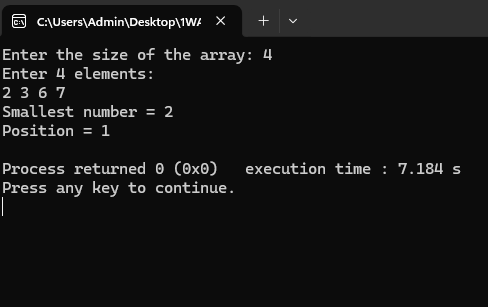 C:\Users\Admin\Desktop\1WA
Enter the size of the array: 4
Enter 4 elements:
2 3 6 7
Smallest number = 2
Position = 1
Process returned 0 (0x0)   execution time : 7.184 s
Press any key to continue.